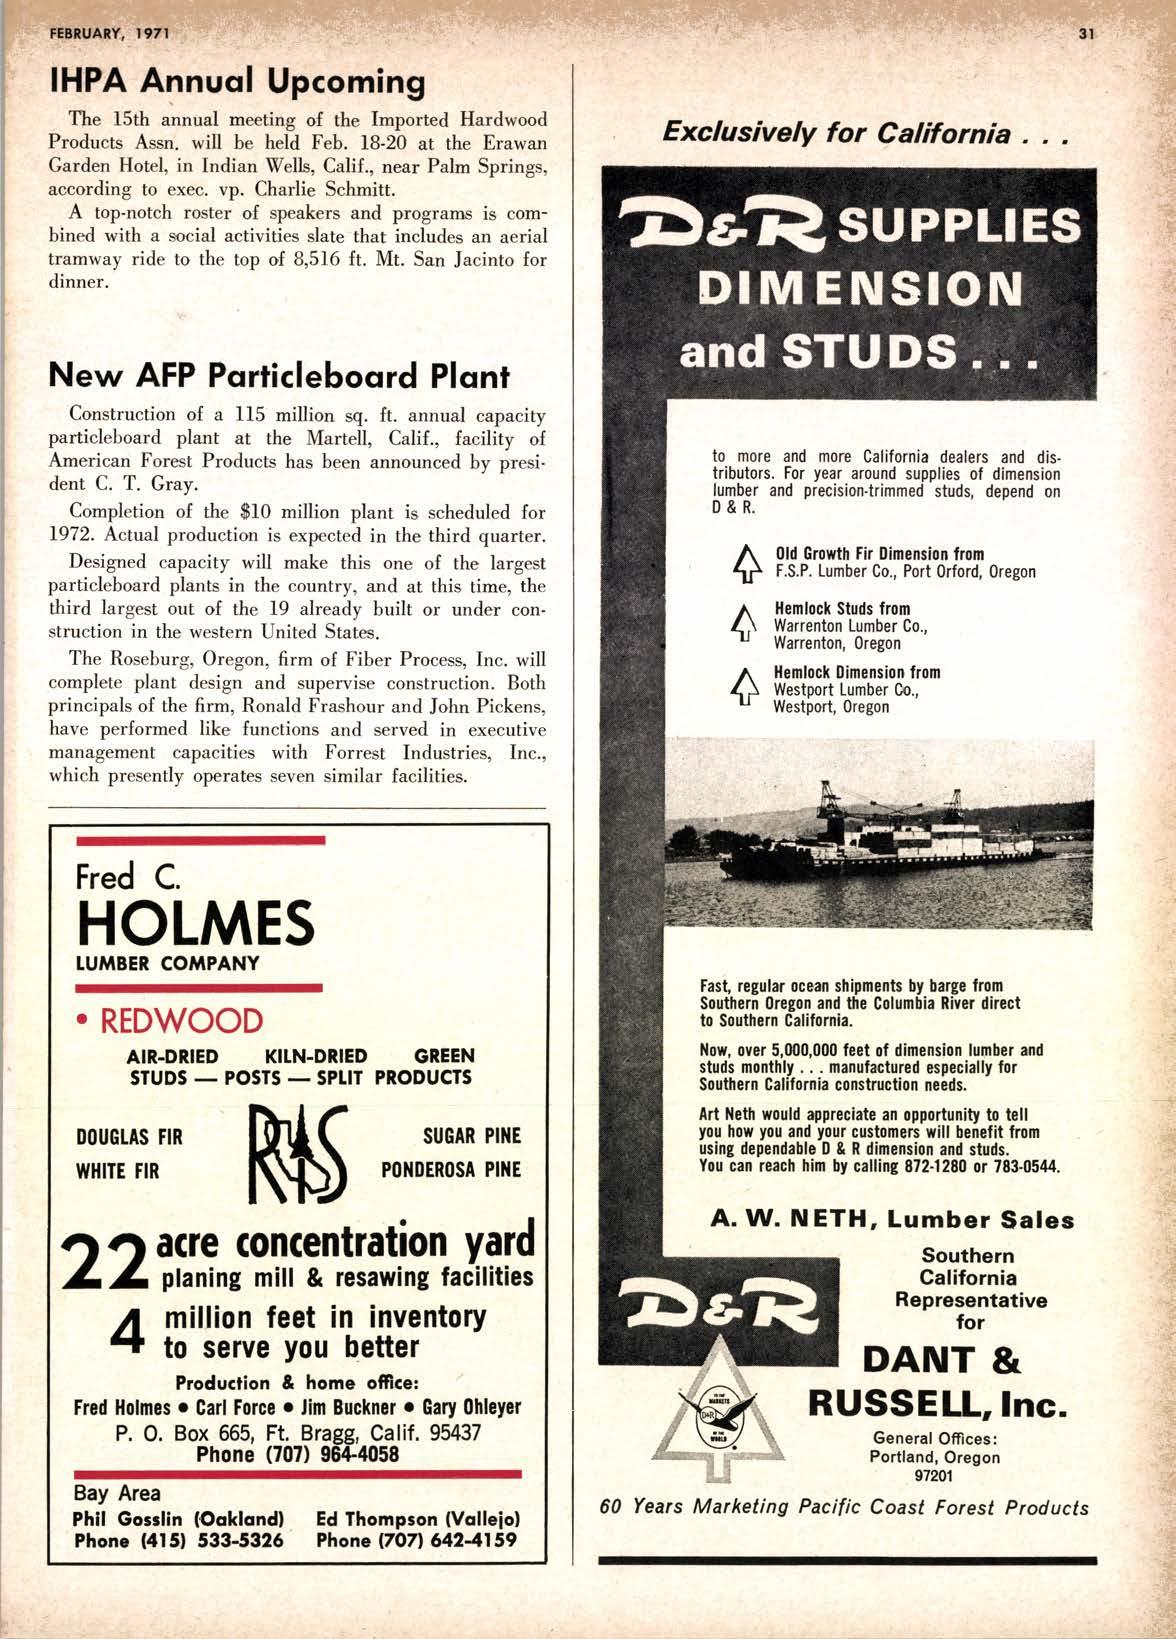 FEBRUARY, 1971
31
IHPA Annual Upcoming
The 15th annual meeting of the Imported Hardwood
Products Assn. will be held Feb. 18-20 at the Erawan
Garden Hotel, in Indian Wells, Calif., near Palm Springs,
according to exec. vp. Charlie Schmitt.
A top-notch roster of speakers and programs is com-
bined with a social activities slate that includes an aerial
tramway ride to the top of 8,516 ft. Mt. San Jacinto for
dinner.
New AFP Particleboard Plant
Construction of a 115 million sq. ft. annual capacity
particleboard plant at the Martell, Calif., facility of
American Forest Products has been announced by presi-
dent C. T. Gray.
Completion of the $10 million plant is scheduled for
1972. Actual production is expected in the third quarter.
Designed capacity will make this one of the largest
particleboard plants in the country, and at this time, the
third largest out of the 19 already built or under con-
struction in the western United States.
The Roseburg, Oregon, firm of Fiber Process, Inc. will
complete plant design and supervise construction. Both
principals of the firm, Ronald Frashour and John Pickens,
have performed like functions and served in executive
management capacities with Forrest Industries, Inc.,
which presently operates seven similar facilities.
Fred C.
HOLMES
LUMBER COMPANY
• REDWOOD
AIR-DRIED KILN-DRIED GREEN
STUDS — POSTS — SPLIT PRODUCTS
DOUGLAS FIR
WHITE FIR
RIS
SUGAR PINE
PONDEROSA PINE
22 acre concentration yard
planing mill & resawing facilities
4 million feet in inventory
to serve you better
Production & home office:
Fred Holmes • Carl Force • Jim Buckner • Gary Ohleyer
P. O. Box 665, Ft. Bragg, Calif. 95437
Phone (707) 964-4058
Bay Area
Phil Gosslin (Oakland)
Phone (415) 533-5326
Ed Thompson (Vallejo)
Phone (707) 642-4159
Exclusively for California . . .
D&R SUPPLIES
DIMENSION
and STUDS . . .
to more and more California dealers and dis-
tributors. For year around supplies of dimension
lumber and precision-trimmed studs, depend on
D & R.
Old Growth Fir Dimension from
F.S.P. Lumber Co., Port Orford, Oregon
Hemlock Studs from
Warrenton Lumber Co.,
Warrenton, Oregon
Hemlock Dimension from
Westport Lumber Co.,
Westport, Oregon
Fast, regular ocean shipments by barge from
Southern Oregon and the Columbia River direct
to Southern California.
Now, over 5,000,000 feet of dimension lumber and
studs monthly . . . manufactured especially for
Southern California construction needs.
Art Neth would appreciate an opportunity to tell
you how you and your customers will benefit from
using dependable D & R dimension and studs.
You can reach him by calling 872-1280 or 783-0544.
A. W. NETH, Lumber Sales
Southern
California
Representative
for
D&R
DANT &
RUSSELL, Inc.
TO THE
MARKETS
D&R
OF THE
WORLD
General Offices:
Portland, Oregon
97201
60 Years Marketing Pacific Coast Forest Products